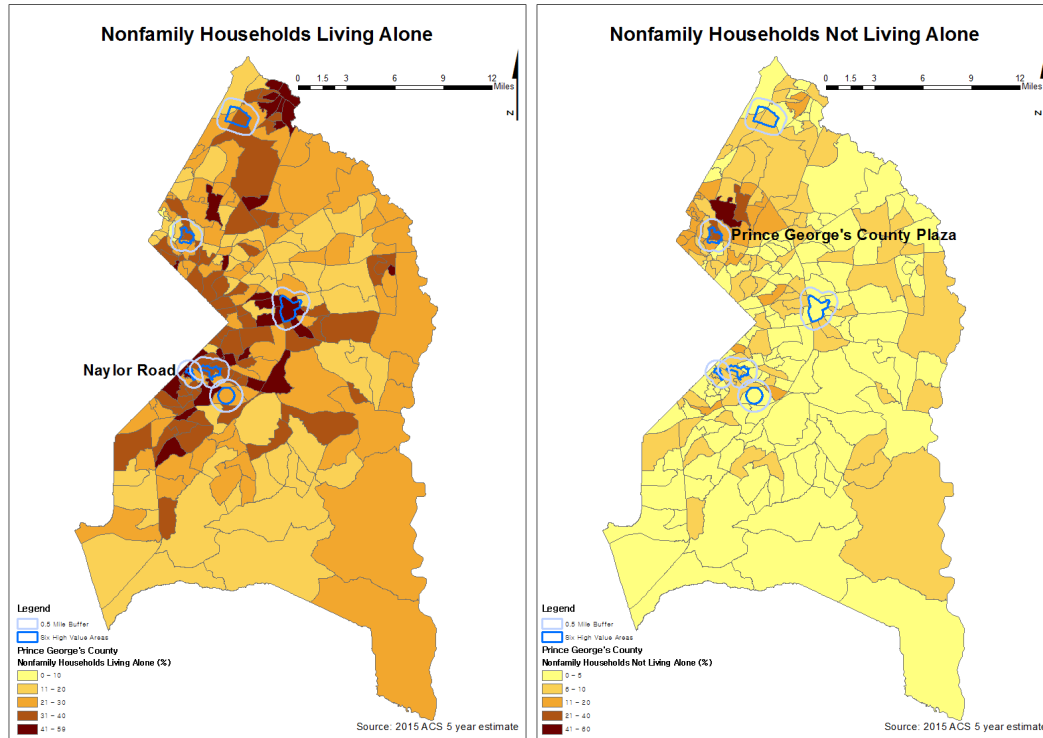 Nonfamily Households Living Alone
0 1.5 3 6 9 12
Miles
N
Naylor Road
Legend
0.5 Mile Buffer
Six High Value Areas
Prince George's County
Nonfamily Households Living Alone (%)
0 – 10
11 – 20
21 – 30
31 – 40
41 – 59
Source: 2015 ACS 5 year estimate
Nonfamily Households Not Living Alone
0 1.5 3 6 9 12
Miles
N
Prince George's County Plaza
Legend
0.5 Mile Buffer
Six High Value Areas
Prince George's County
Nonfamily Households Not Living Alone (%)
0 – 5
6 – 10
11 – 20
21 – 40
41 – 60
Source: 2015 ACS 5 year estimate